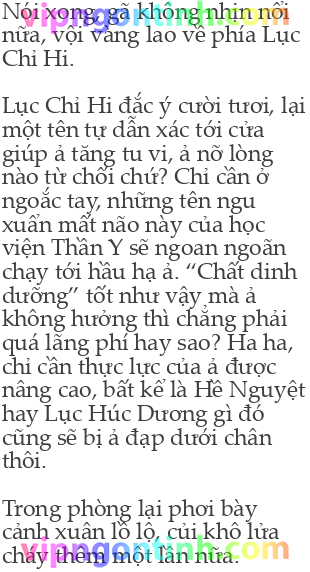 Nói xong, gã không nhịn nổi
nữa, vội vàng lao về phía Lục
Chỉ Hi.
Lục Chỉ Hi đắc ý cười tươi, lại
một tên tự dẫn xác tới cửa
giúp ả tăng tu vi, ả nỡ lòng
nào từ chối chứ? Chỉ cần ở
ngoắc tay, những tên ngu
xuẩn mất não này của học
viện Thần Y sẽ ngoan ngoãn
chạy tới hầu hạ ả. “Chất dinh
dưỡng” tốt như vậy mà ả
không hưởng thì chẳng phải
quá lãng phí hay sao? Ha ha,
chỉ cần thực lực của ả được
nâng cao, bất kể là Hề Nguyệt
hay Lục Húc Dương gì đó
cũng sẽ bị ả đạp dưới chân
thôi.
Trong phòng lại phơi bày
cảnh xuân lồ lộ, củi khô lửa
cháy thêm một lần nữa.
vipngontinh.com
vipngontinh.com